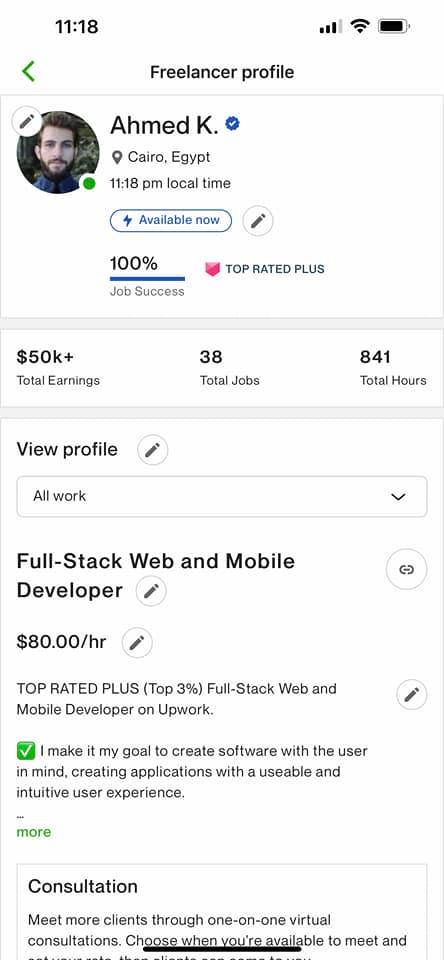 11:18
Freelancer profile
Ahmed K.
Cairo, Egypt
11:18 pm local time
Available now
100%
Job Success
TOP RATED PLUS
$50k+
Total Earnings
38
Total Jobs
841
Total Hours
View profile
All work
Full-Stack Web and Mobile
Developer
$80.00/hr
TOP RATED PLUS (Top 3%) Full-Stack Web and
Mobile Developer on Upwork.
✅ I make it my goal to create software with the user
in mind, creating applications with a useable and
intuitive user experience.
...
more
Consultation
Meet more clients through one-on-one virtual
consultations. Choose when you're available to meet and